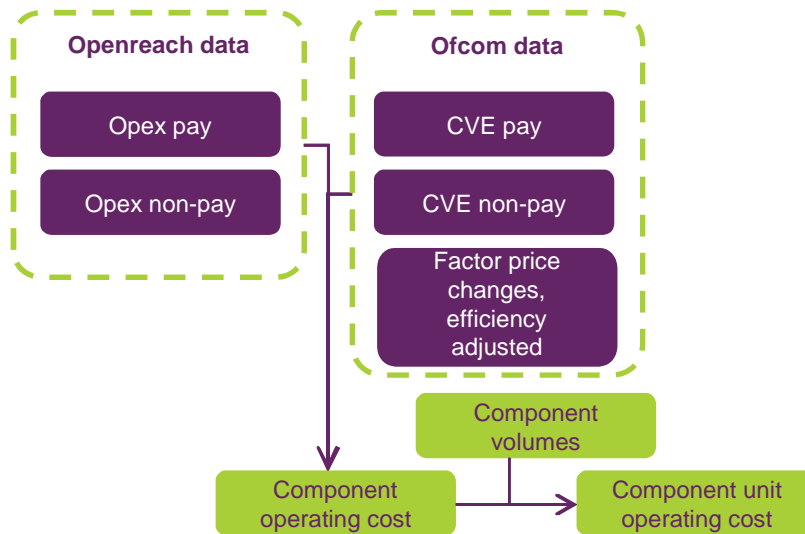 Openreach data
Opex pay
Opex non-pay
Ofcom data
CVE pay
CVE non-pay
Factor price
changes,
efficiency
adjusted
Component
volumes
Component
operating cost
Component unit
operating cost